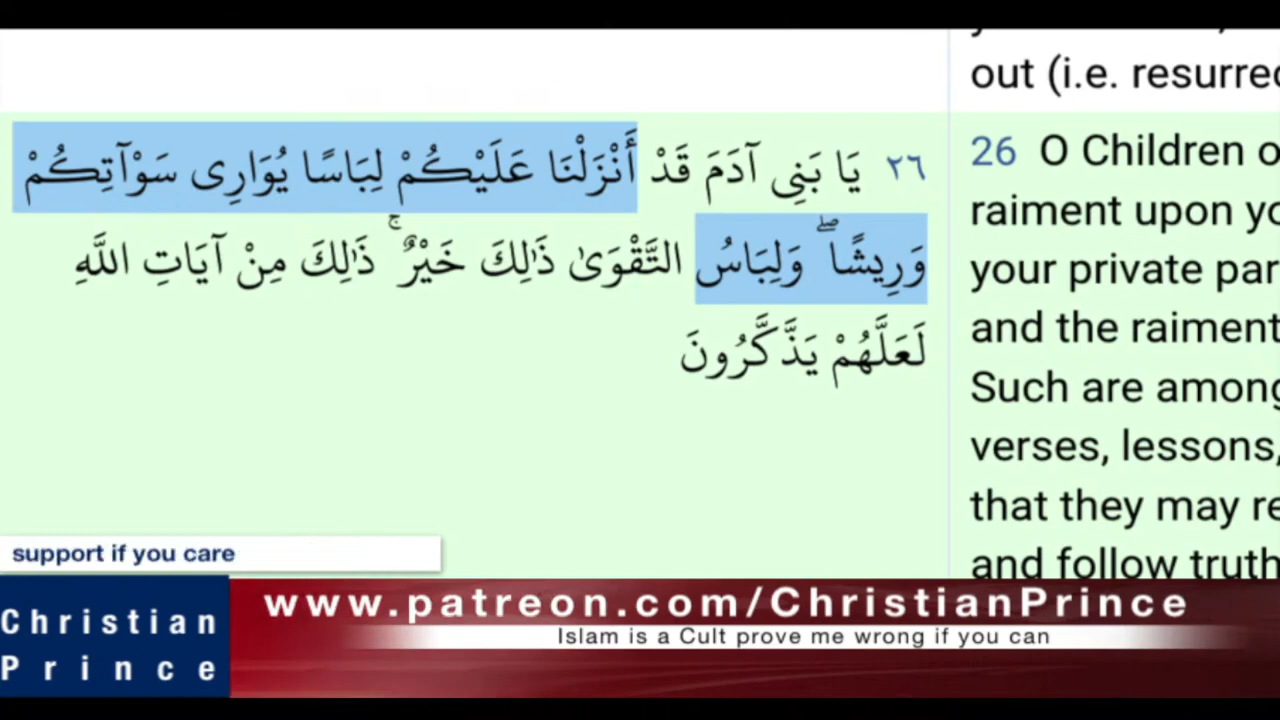 out (i.e. resurrec
٢٦ يَا بَنِى آدَمَ قَدْ أَنْزَلْنَا عَلَيْكُمْ لِبَاسًا يُوَارِى سَوْآتِكُمْ
وَرِيشًا ۖ وَلِبَاسُ التَّقْوَىٰ ذَٰلِكَ خَيْرٌ ۚ ذَٰلِكَ مِنْ آيَاتِ اللَّهِ
لَعَلَّهُمْ يَذَّكَّرُونَ
26 O Children o
raiment upon yo
your private par
and the raiment
Such are among
verses, lessons,
that they may re
and follow truth
support if you care
Christian
Prince
www.patreon.com/ChristianPrince
Islam is a Cult prove me wrong if you can